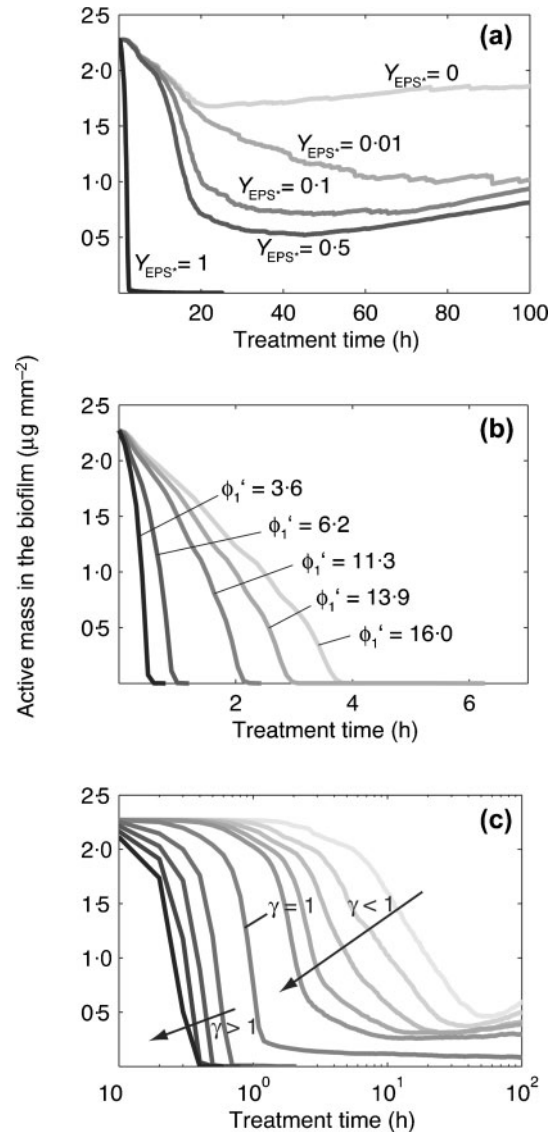 (a)
2·5
2·0
1·5
1·0
0·5
Y_EPS* = 0
Y_EPS* = 0·01
Y_EPS* = 0·1
Y_EPS* = 0·5
Y_EPS* = 1
20 40 60 80 100
Treatment time (h)
Active mass in the biofilm (μg mm⁻²)
(b)
2·5
2·0
1·5
1·0
0·5
ϕ₁‘ = 3·6
ϕ₁‘ = 6·2
ϕ₁‘ = 11·3
ϕ₁‘ = 13·9
ϕ₁‘ = 16·0
2 4 6
Treatment time (h)
(c)
2·5
2·0
1·5
1·0
0·5
γ = 1
γ < 1
γ > 1
10 10⁰ 10¹ 10²
Treatment time (h)